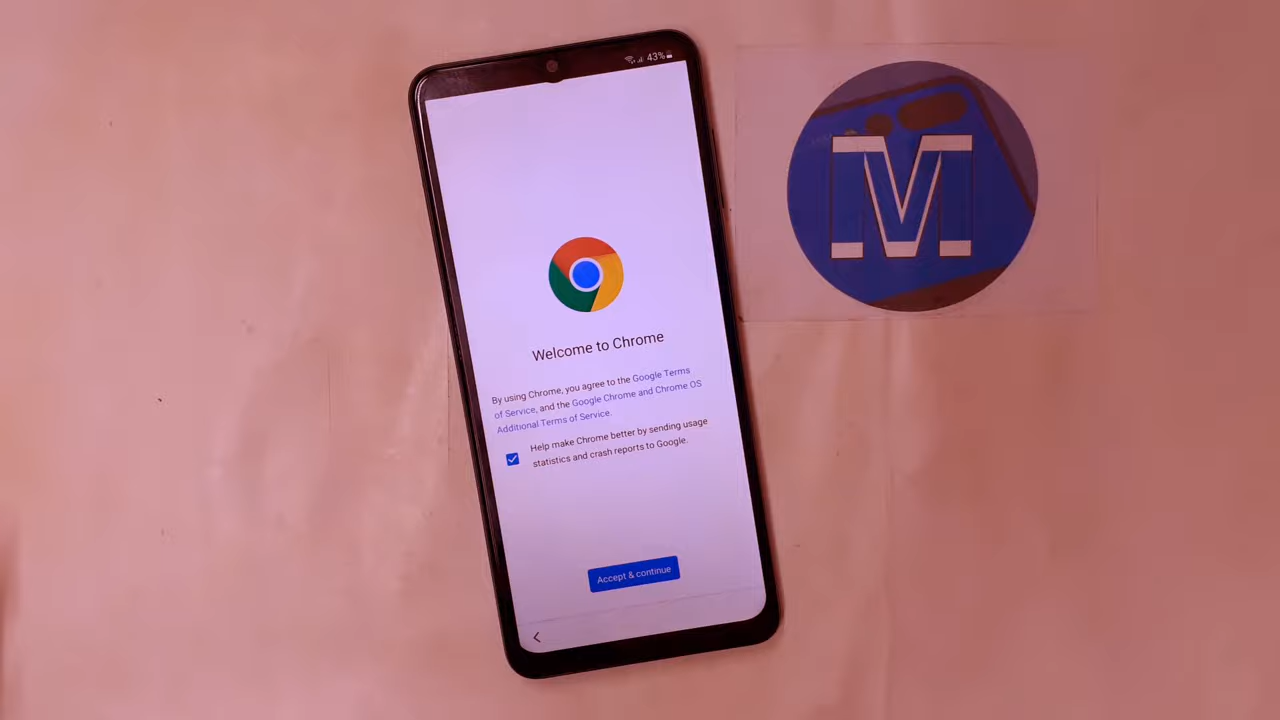 43%
M
Welcome to Chrome
By using Chrome, you agree to the Google Terms
of Service, and the Google Chrome and Chrome OS
Additional Terms of Service.
Help make Chrome better by sending usage
statistics and crash reports to Google.
Accept & continue